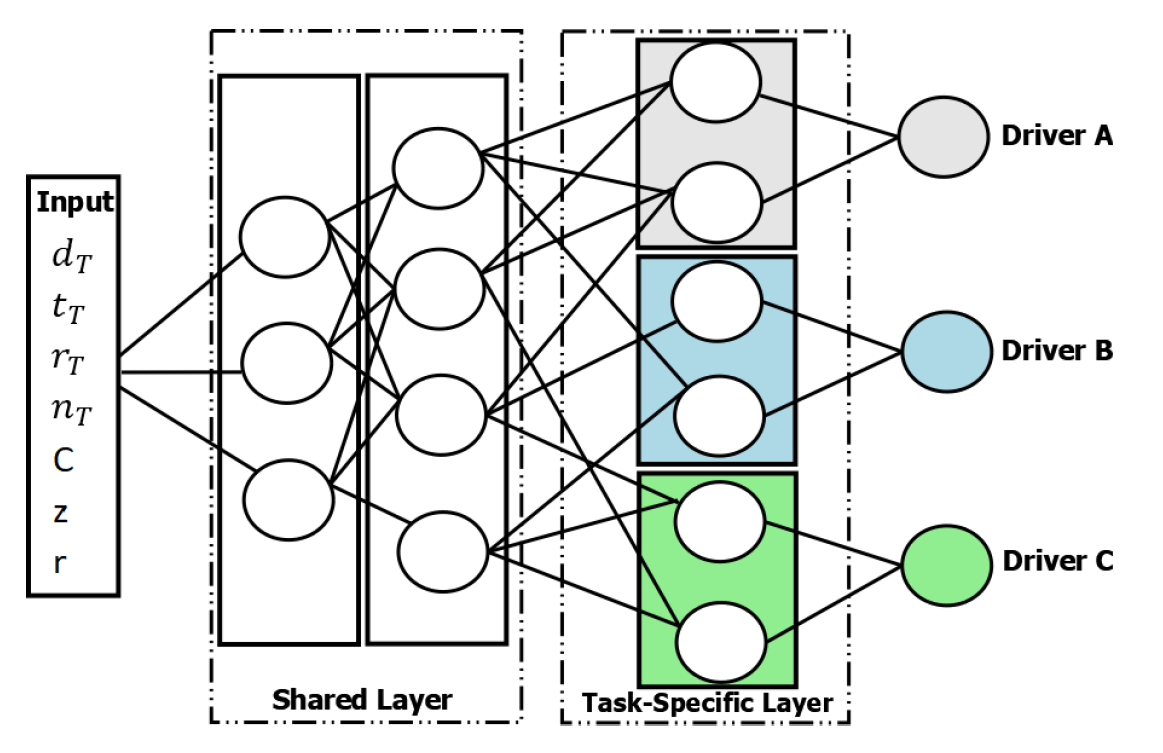 Input
d_T
t_T
r_T
n_T
C
z
r
Shared Layer
Task-Specific Layer
Driver A
Driver B
Driver C